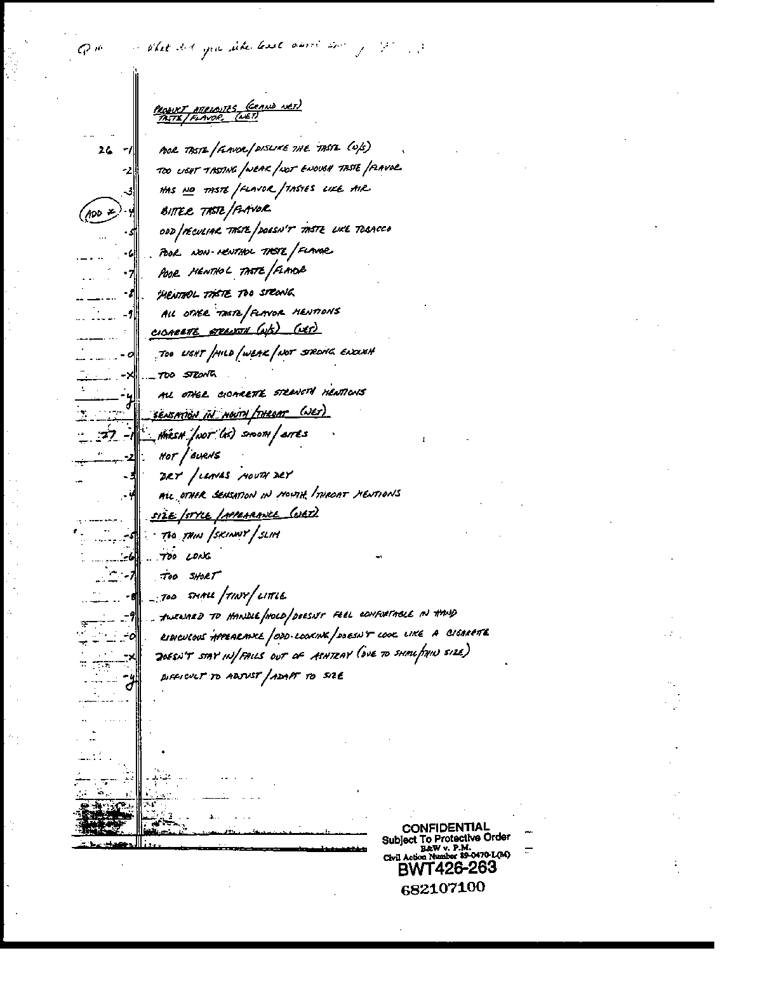 What did you like least about
PRODUCT ATTRIBUTES (GRAND NET)
TASTE/FLAVOR (NET)
26 -1 POOR TASTE/FLAVOR/DISLIKE THE TASTE (N/S)
-2 TOO LIGHT TASTING/WEAK/NOT ENOUGH TASTE/FLAVOR
-3 HAS NO TASTE/FLAVOR/TASTES LIKE AIR
ADD X -4 BITTER TASTE/FLAVOR
-5 ODD/PECULIAR TASTE/DOESN'T TASTE LIKE TOBACCO
-6 POOR NON-MENTHOL TASTE/FLAVOR
-7 POOR MENTHOL TASTE/FLAVOR
-8 MENTHOL TASTE TOO STRONG
-9 ALL OTHER TASTE/FLAVOR MENTIONS
CIGARETTE STRENGTH (N/S) (NET)
-0 TOO LIGHT/MILD/WEAK/NOT STRONG ENOUGH
-X TOO STRONG
-y ALL OTHER CIGARETTE STRENGTH MENTIONS
SENSATION IN MOUTH/THROAT (NET)
27 -1 HARSH/NOT (AS) SMOOTH/BITES
-2 HOT/BURNS
-3 DRY/LEAVES MOUTH DRY
-4 ALL OTHER SENSATION IN MOUTH/THROAT MENTIONS
SIZE/STYLE/APPEARANCE (NET)
-5 TOO THIN/SKINNY/SLIM
-6 TOO LONG
-7 TOO SHORT
-8 TOO SMALL/TINY/LITTLE
-9 AWKWARD TO HANDLE/HOLD/DOESN'T FEEL COMFORTABLE IN HAND
-0 RIDICULOUS APPEARANCE/ODD-LOOKING/DOESN'T LOOK LIKE A CIGARETTE
-X DOESN'T STAY IN/FALLS OUT OF ASHTRAY (DUE TO SMALL/THIN SIZE)
-y DIFFICULT TO ADJUST/ADAPT TO SIZE
CONFIDENTIAL
Subject To Protective Order
B&W v. P.M.
Civil Action Number 89-0470-L(M)
BWT426-263
682107100